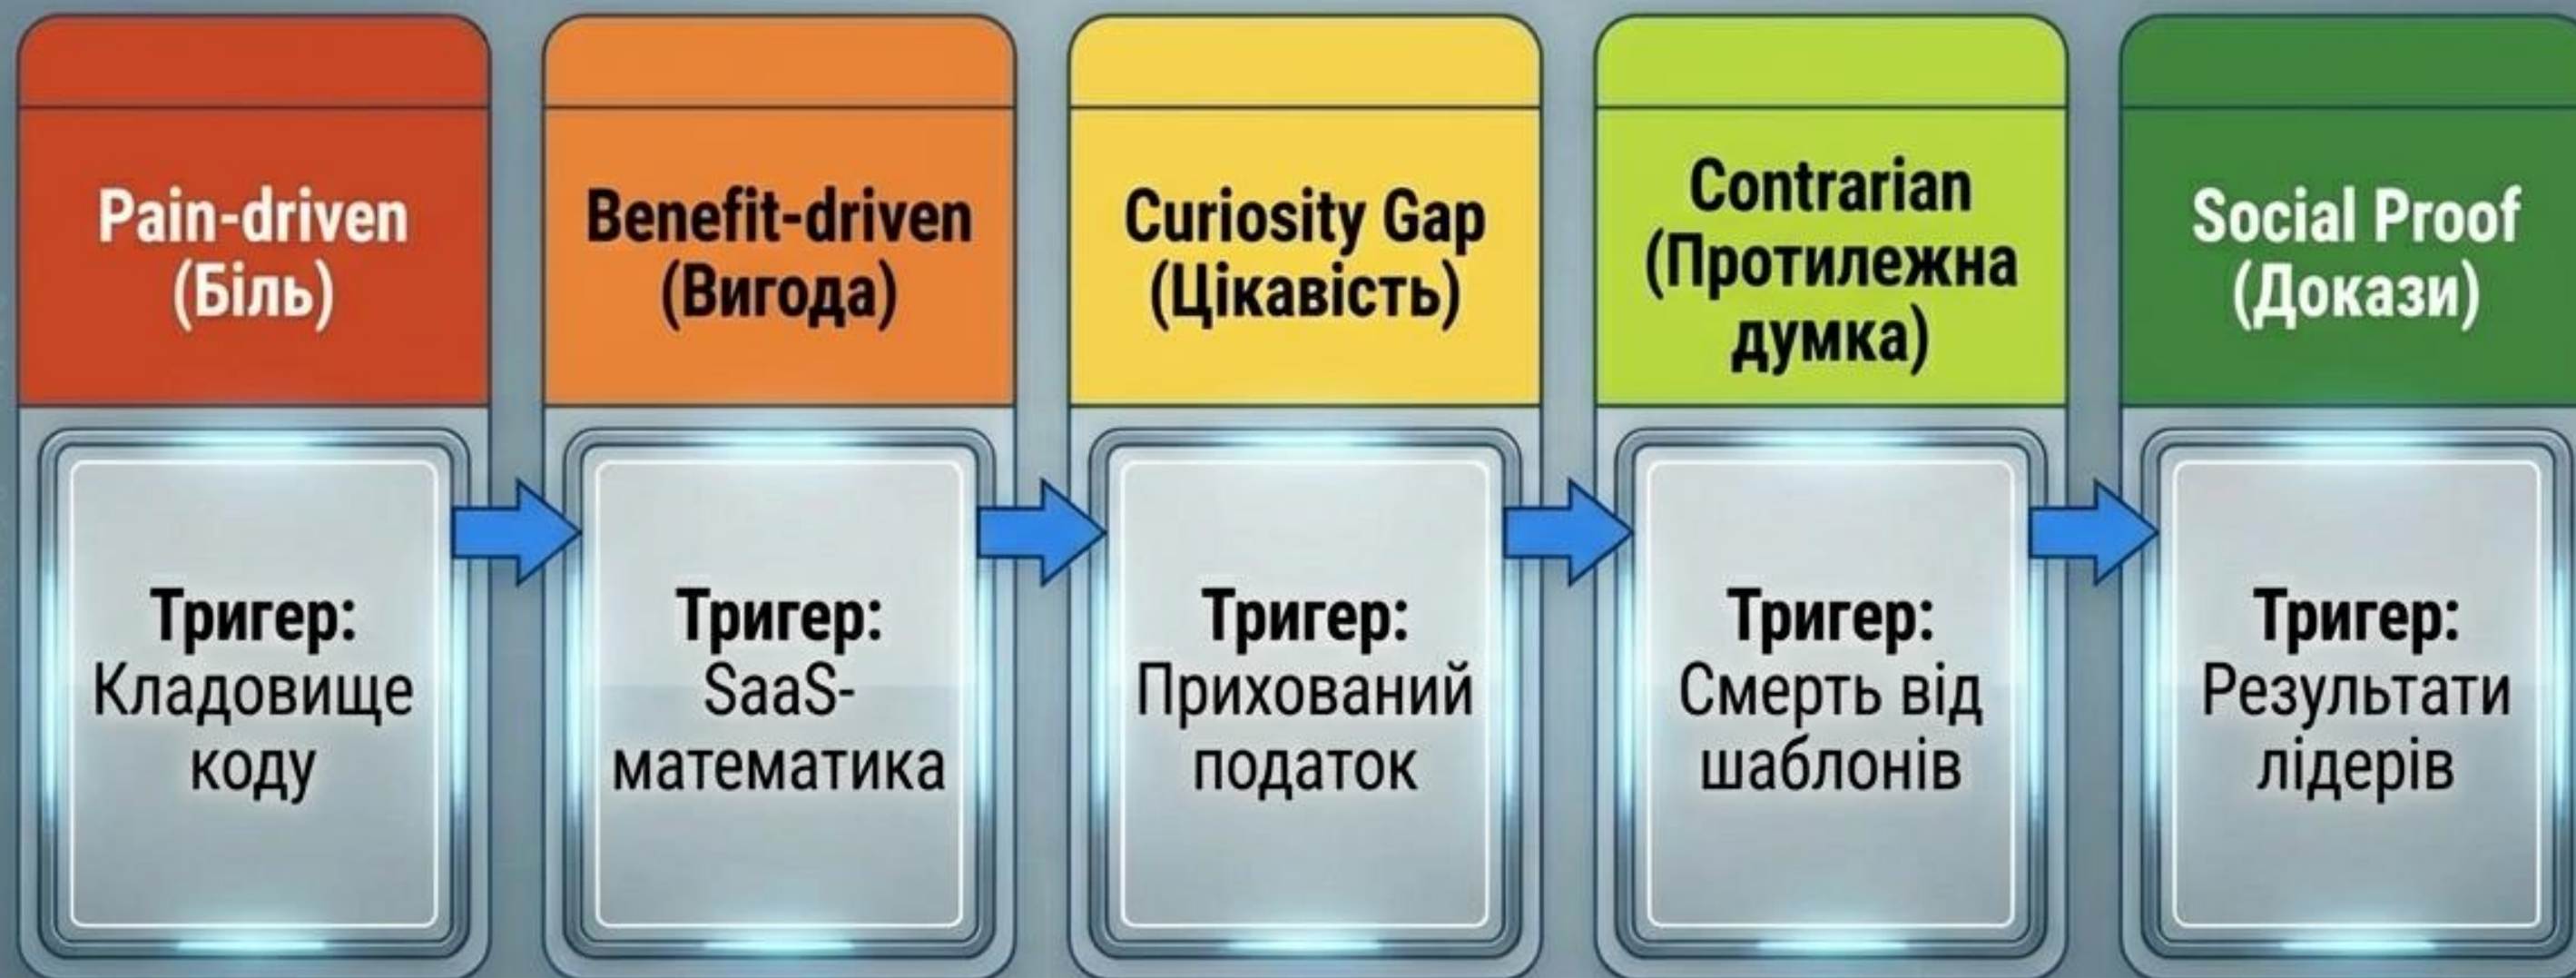 Pain-driven
(Біль)
Тригер:
Кладовище
коду
Benefit-driven
(Вигода)
Тригер:
SaaS-
математика
Curiosity Gap
(Цікавість)
Тригер:
Прихований
податок
Contrarian
(Протилежна
думка)
Тригер:
Смерть від
шаблонів
Social Proof
(Докази)
Тригер:
Результати
лідерів